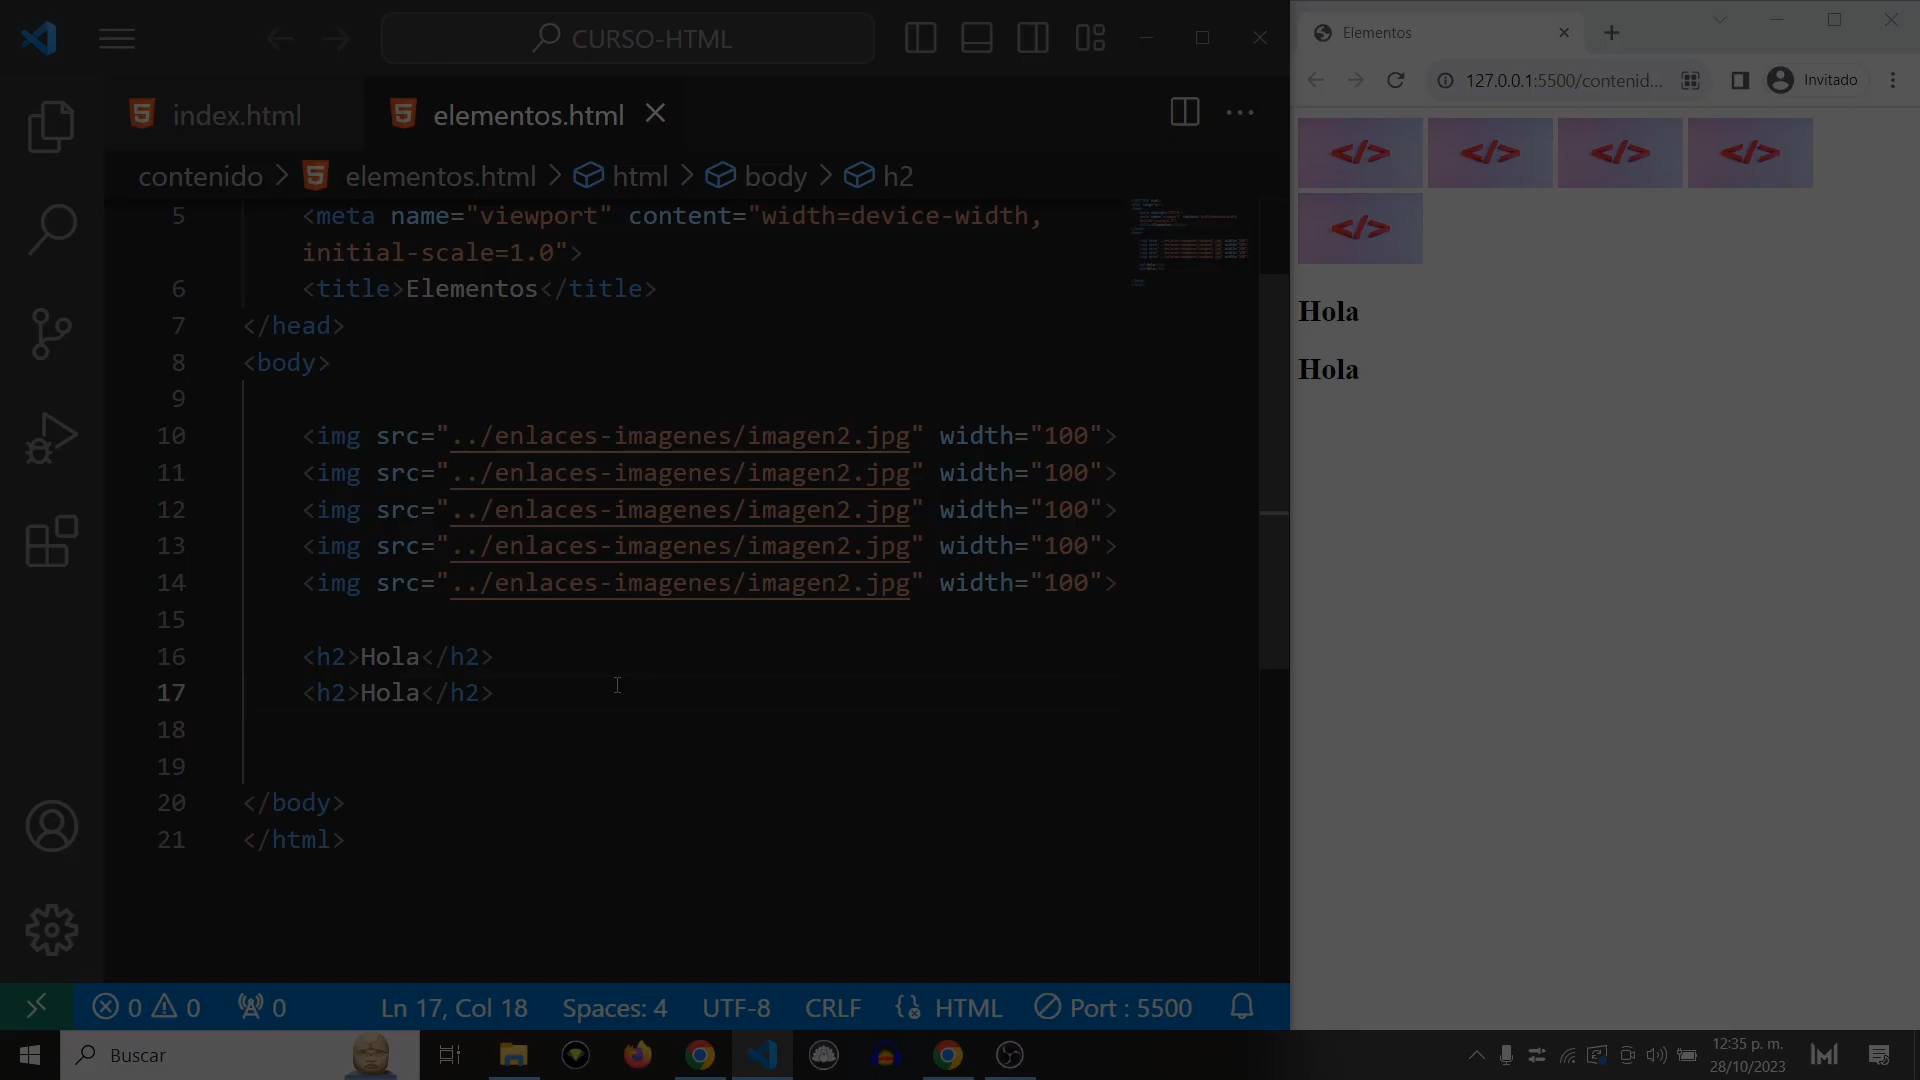 CURSO-HTML
index.html
elementos.html
contenido > elementos.html > html > body > h2
5 <meta name="viewport" content="width=device-width,
initial-scale=1.0">
6 <title>Elementos</title>
7 </head>
8 <body>
9
10 <img src="../enlaces-imagenes/imagen2.jpg" width="100">
11 <img src="../enlaces-imagenes/imagen2.jpg" width="100">
12 <img src="../enlaces-imagenes/imagen2.jpg" width="100">
13 <img src="../enlaces-imagenes/imagen2.jpg" width="100">
14 <img src="../enlaces-imagenes/imagen2.jpg" width="100">
15
16 <h2>Hola</h2>
17 <h2>Hola</h2>
18
19
20 </body>
21 </html>
0 0 0 Ln 17, Col 18 Spaces: 4 UTF-8 CRLF HTML Port : 5500
Elementos
127.0.0.1:5500/contenid... Invitado
</> </> </> </>
</>
Hola
Hola
Buscar
12:35 p. m.
28/10/2023